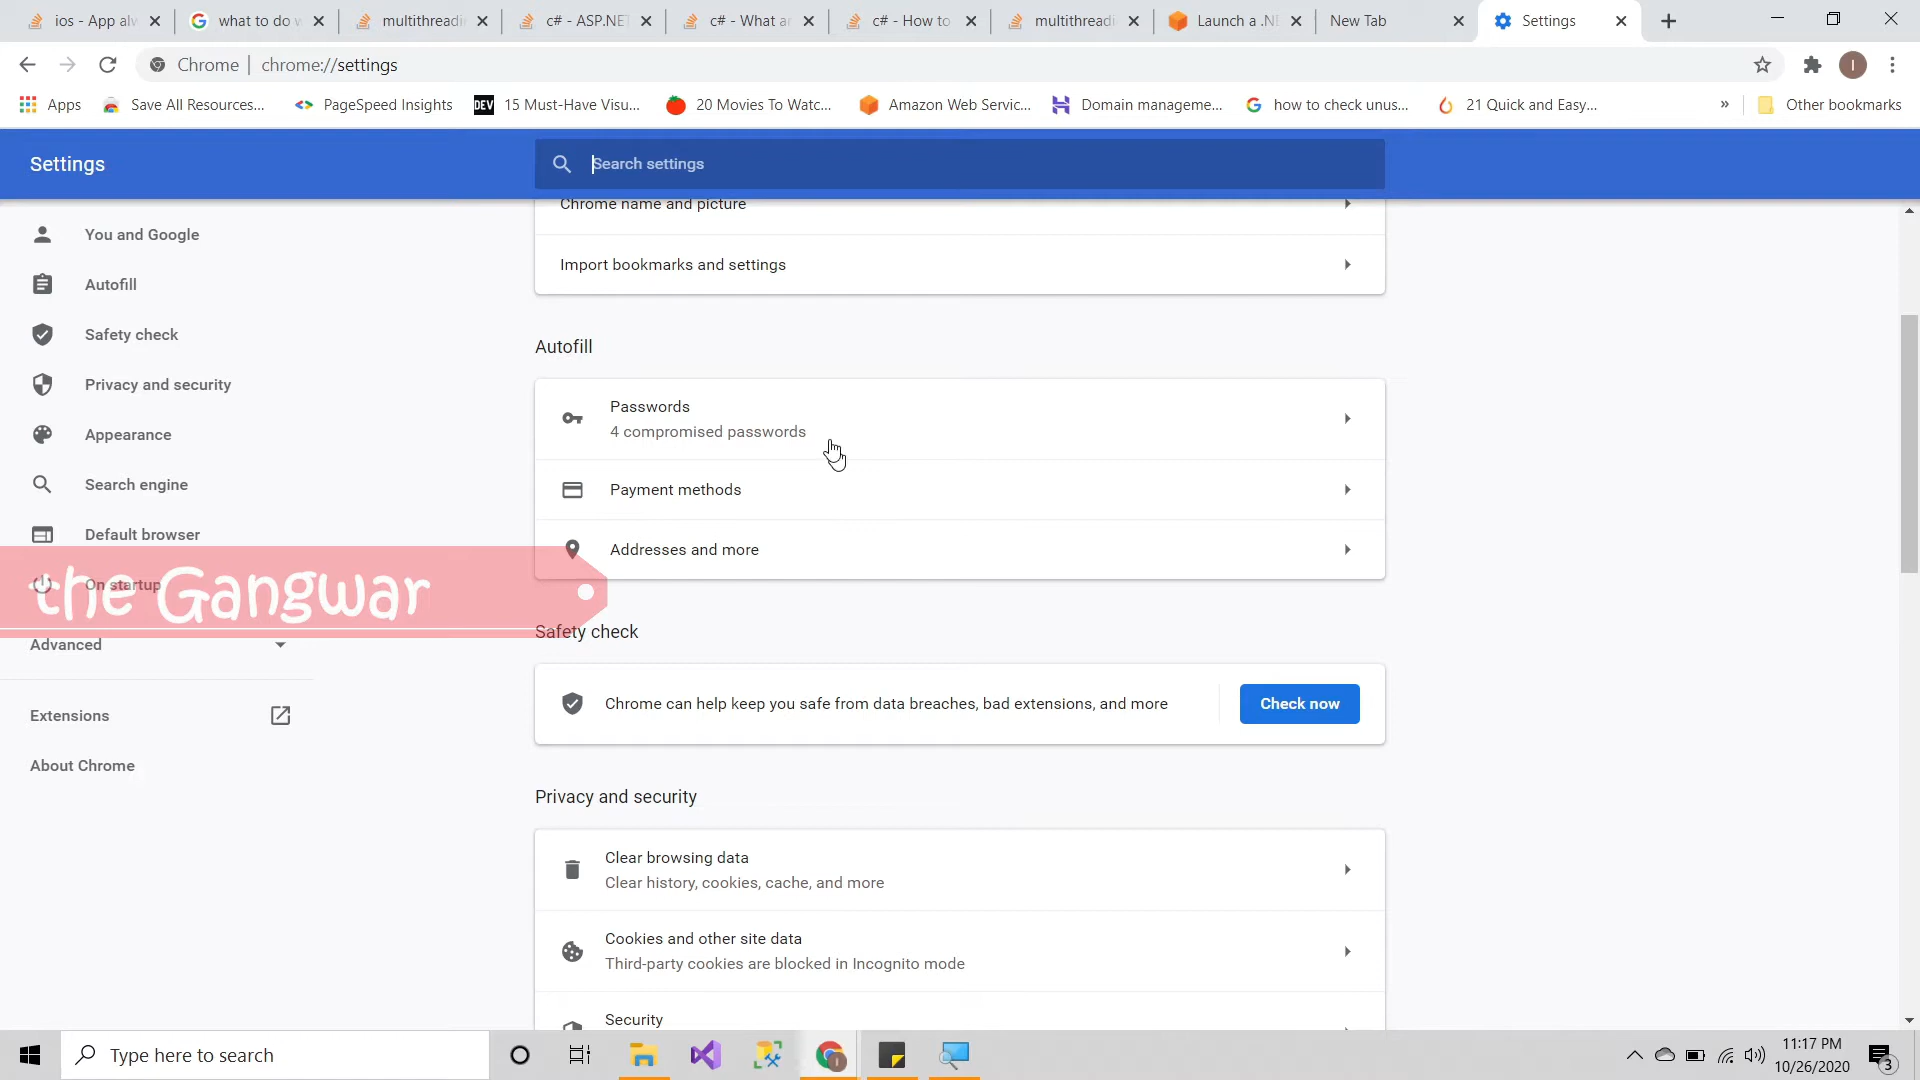 ios - App alw
what to do w
multithreadi
c# - ASP.NET
c# - What ar
c# - How to
multithreadi
Launch a .NE
New Tab
Settings
Chrome | chrome://settings
I
Apps
Save All Resources...
PageSpeed Insights
DEV 15 Must-Have Visu...
20 Movies To Watc...
Amazon Web Servic...
Domain manageme...
how to check unus...
21 Quick and Easy...
»
Other bookmarks
Settings
Search settings
You and Google
Autofill
Safety check
Privacy and security
Appearance
Search engine
Default browser
On startup
the Gangwar
Advanced
Extensions
About Chrome
Chrome name and picture
Import bookmarks and settings
Autofill
Passwords
4 compromised passwords
Payment methods
Addresses and more
Safety check
Chrome can help keep you safe from data breaches, bad extensions, and more
Check now
Privacy and security
Clear browsing data
Clear history, cookies, cache, and more
Cookies and other site data
Third-party cookies are blocked in Incognito mode
Security
Type here to search
11:17 PM
10/26/2020
3